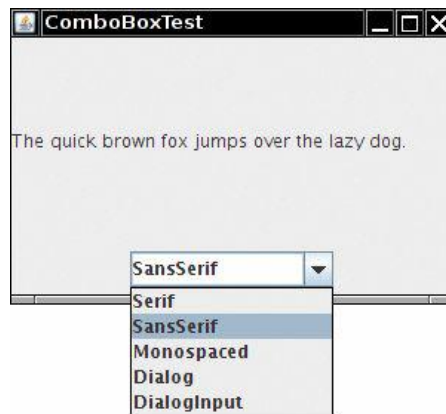 ComboBoxTest
The quick brown fox jumps over the lazy dog.
SansSerif
Serif
SansSerif
Monospaced
Dialog
DialogInput